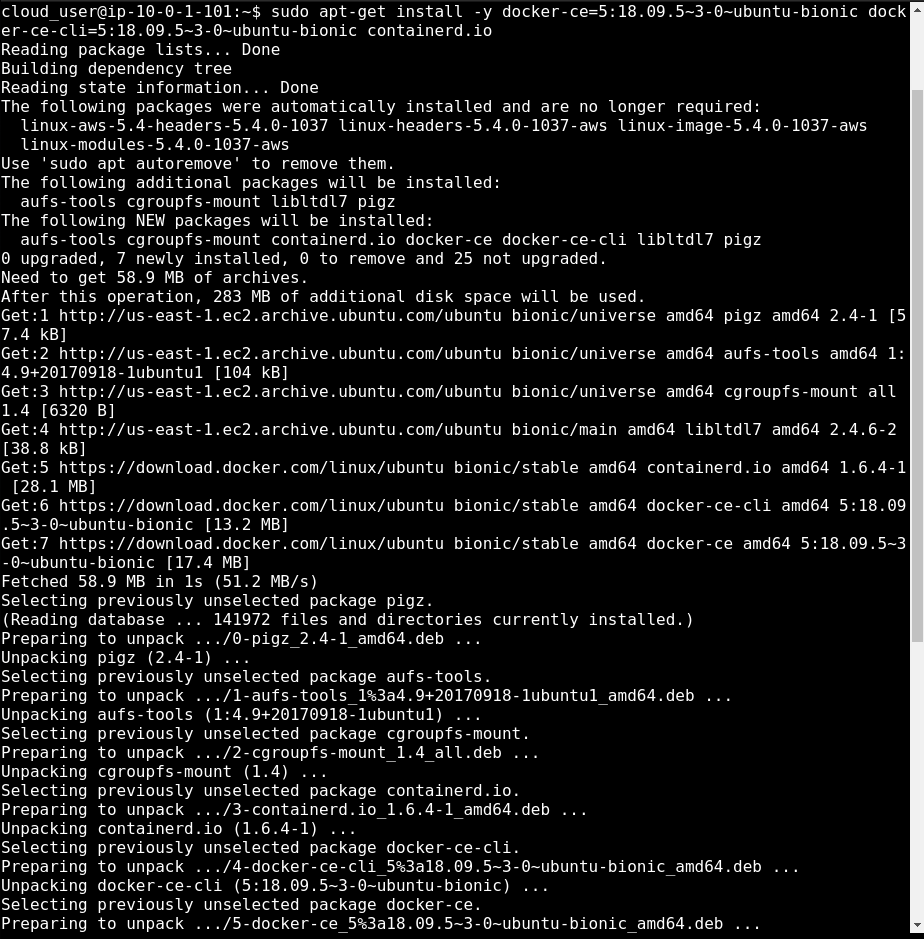 cloud_user@ip-10-0-1-101:~$ sudo apt-get install -y docker-ce=5:18.09.5~3-0~ubuntu-bionic dock
er-ce-cli=5:18.09.5~3-0~ubuntu-bionic containerd.io
Reading package lists... Done
Building dependency tree
Reading state information... Done
The following packages were automatically installed and are no longer required:
  linux-aws-5.4-headers-5.4.0-1037 linux-headers-5.4.0-1037-aws linux-image-5.4.0-1037-aws
  linux-modules-5.4.0-1037-aws
Use 'sudo apt autoremove' to remove them.
The following additional packages will be installed:
  aufs-tools cgroupfs-mount libltdl7 pigz
The following NEW packages will be installed:
  aufs-tools cgroupfs-mount containerd.io docker-ce docker-ce-cli libltdl7 pigz
0 upgraded, 7 newly installed, 0 to remove and 25 not upgraded.
Need to get 58.9 MB of archives.
After this operation, 283 MB of additional disk space will be used.
Get:1 http://us-east-1.ec2.archive.ubuntu.com/ubuntu bionic/universe amd64 pigz amd64 2.4-1 [5
7.4 kB]
Get:2 http://us-east-1.ec2.archive.ubuntu.com/ubuntu bionic/universe amd64 aufs-tools amd64 1:
4.9+20170918-1ubuntu1 [104 kB]
Get:3 http://us-east-1.ec2.archive.ubuntu.com/ubuntu bionic/universe amd64 cgroupfs-mount all
1.4 [6320 B]
Get:4 http://us-east-1.ec2.archive.ubuntu.com/ubuntu bionic/main amd64 libltdl7 amd64 2.4.6-2
[38.8 kB]
Get:5 https://download.docker.com/linux/ubuntu bionic/stable amd64 containerd.io amd64 1.6.4-1
 [28.1 MB]
Get:6 https://download.docker.com/linux/ubuntu bionic/stable amd64 docker-ce-cli amd64 5:18.09
.5~3-0~ubuntu-bionic [13.2 MB]
Get:7 https://download.docker.com/linux/ubuntu bionic/stable amd64 docker-ce amd64 5:18.09.5~3
-0~ubuntu-bionic [17.4 MB]
Fetched 58.9 MB in 1s (51.2 MB/s)
Selecting previously unselected package pigz.
(Reading database ... 141972 files and directories currently installed.)
Preparing to unpack .../0-pigz_2.4-1_amd64.deb ...
Unpacking pigz (2.4-1) ...
Selecting previously unselected package aufs-tools.
Preparing to unpack .../1-aufs-tools_1%3a4.9+20170918-1ubuntu1_amd64.deb ...
Unpacking aufs-tools (1:4.9+20170918-1ubuntu1) ...
Selecting previously unselected package cgroupfs-mount.
Preparing to unpack .../2-cgroupfs-mount_1.4_all.deb ...
Unpacking cgroupfs-mount (1.4) ...
Selecting previously unselected package containerd.io.
Preparing to unpack .../3-containerd.io_1.6.4-1_amd64.deb ...
Unpacking containerd.io (1.6.4-1) ...
Selecting previously unselected package docker-ce-cli.
Preparing to unpack .../4-docker-ce-cli_5%3a18.09.5~3-0~ubuntu-bionic_amd64.deb ...
Unpacking docker-ce-cli (5:18.09.5~3-0~ubuntu-bionic) ...
Selecting previously unselected package docker-ce.
Preparing to unpack .../5-docker-ce_5%3a18.09.5~3-0~ubuntu-bionic_amd64.deb ...